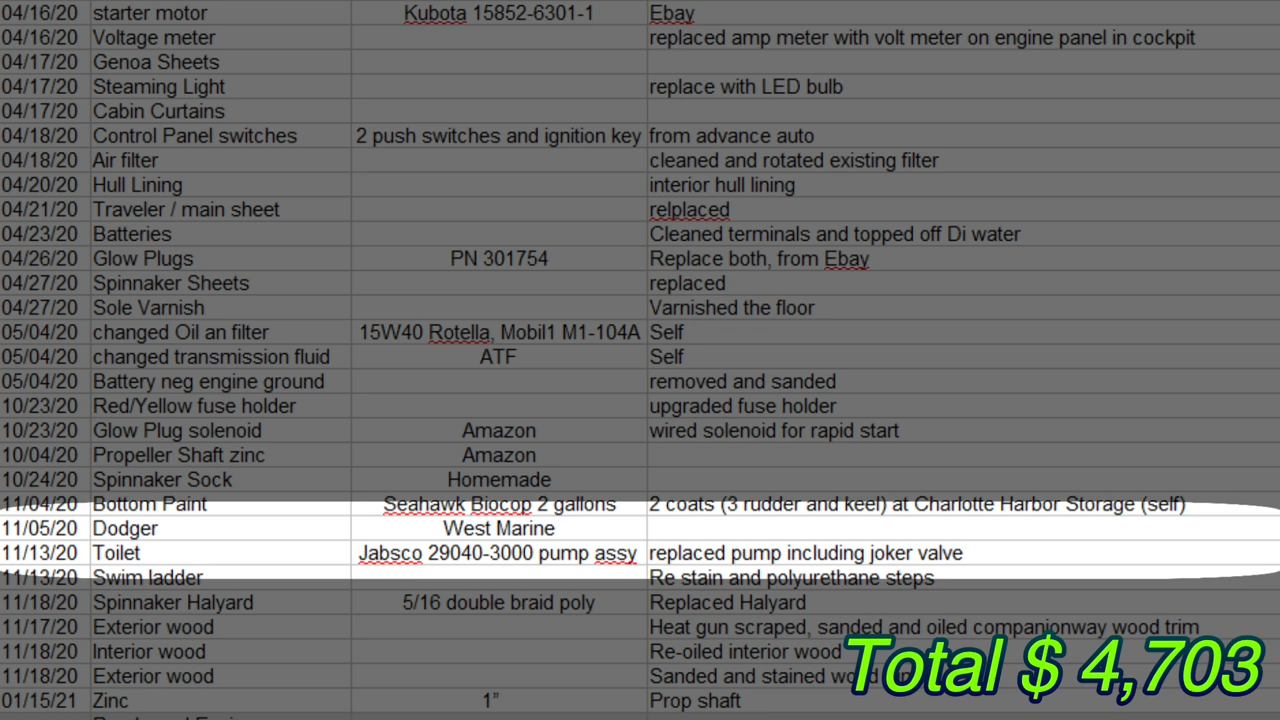 04/16/20 starter motor Kubota 15852-6301-1 Ebay
04/16/20 Voltage meter replaced amp meter with volt meter on engine panel in cockpit
04/17/20 Genoa Sheets
04/17/20 Steaming Light replace with LED bulb
04/17/20 Cabin Curtains
04/18/20 Control Panel switches 2 push switches and ignition key from advance auto
04/18/20 Air filter cleaned and rotated existing filter
04/20/20 Hull Lining interior hull lining
04/21/20 Traveler / main sheet relplaced
04/23/20 Batteries Cleaned terminals and topped off Di water
04/26/20 Glow Plugs PN 301754 Replace both, from Ebay
04/27/20 Spinnaker Sheets replaced
04/27/20 Sole Varnish Varnished the floor
05/04/20 changed Oil an filter 15W40 Rotella, Mobil1 M1-104A Self
05/04/20 changed transmission fluid ATF Self
05/04/20 Battery neg engine ground removed and sanded
10/23/20 Red/Yellow fuse holder upgraded fuse holder
10/23/20 Glow Plug solenoid Amazon wired solenoid for rapid start
10/04/20 Propeller Shaft zinc Amazon
10/24/20 Spinnaker Sock Homemade
11/04/20 Bottom Paint Seahawk Biocop 2 gallons 2 coats (3 rudder and keel) at Charlotte Harbor Storage (self)
11/05/20 Dodger West Marine
11/13/20 Toilet Jabsco 29040-3000 pump assy replaced pump including joker valve
11/13/20 Swim ladder Re stain and polyurethane steps
11/18/20 Spinnaker Halyard 5/16 double braid poly Replaced Halyard
11/17/20 Exterior wood Heat gun scraped, sanded and oiled companionway wood trim
11/18/20 Interior wood Re-oiled interior wood
11/18/20 Exterior wood Sanded and stained
01/15/21 Zinc 1” Prop shaft
Total $ 4,703